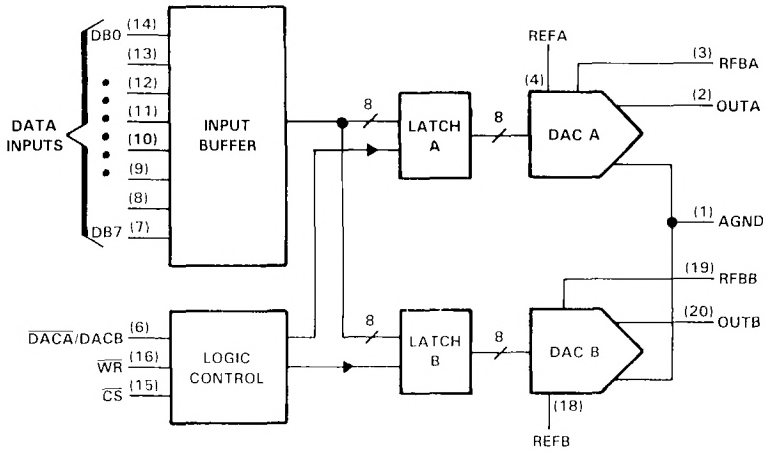 REFA
(4)
(3) RFBA
(2) OUTA
DB0 (14)
(13)
(12)
(11)
(10)
(9)
(8)
DB7 (7)
DATA
INPUTS
INPUT
BUFFER
8
LATCH
A
8
DAC A
(1) AGND
(19) RFBB
(20) OUTB
DACA/DACB (6)
WR (16)
CS (15)
LOGIC
CONTROL
8
LATCH
B
8
DAC B
(18)
REFB